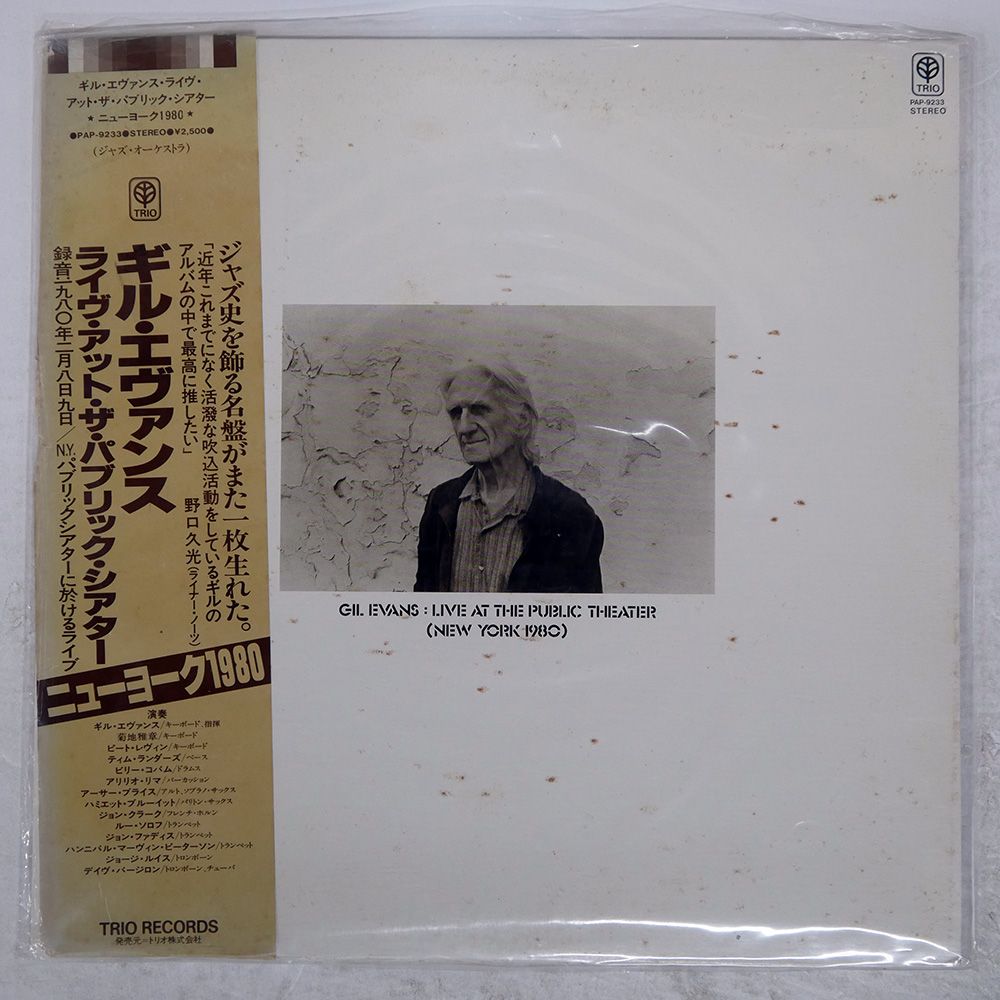 ギル・エヴァンス・ライヴ・
アット・ザ・パブリック・シアター
★ ニューヨーク1980 ★
●PAP-9233●STEREO●¥2,500●
(ジャズ・オーケストラ)
TRIO
ジャズ史を飾る名盤がまた一枚生れた。
「近年これまでになく活潑な吹込活動をしているギルの
アルバムの中で最高に推したい」
野口久光(ライナー・ノーツ)
ギル・エヴァンス
ライヴ・アット・ザ・パブリック・シアター
録音一九八〇年二月八日九日/N.Y.パブリックシアターに於けるライブ
ニューヨーク1980
演奏
ギル・エヴァンス/キーボード、指揮
菊地雅章/キーボード
ピート・レヴィン/キーボード
ティム・ランダーズ/ベース
ビリー・コバム/ドラムス
アリリオ・リマ/パーカッション
アーサー・ブライス/アルト、ソプラノ・サックス
ハミエット・ブルーイット/バリトン・サックス
ジョン・クラーク/フレンチ・ホルン
ルー・ソロフ/トランペット
ジョン・ファディス/トランペット
ハンニバル・マーヴィン・ピーターソン/トランペット
ジョージ・ルイス/トロンボーン
デイヴ・バージロン/トロンボーン、チューバ
TRIO RECORDS
発売元=トリオ株式会社
TRIO
PAP-9233
STEREO
GIL EVANS : LIVE AT THE PUBLIC THEATER
(NEW YORK 1980)